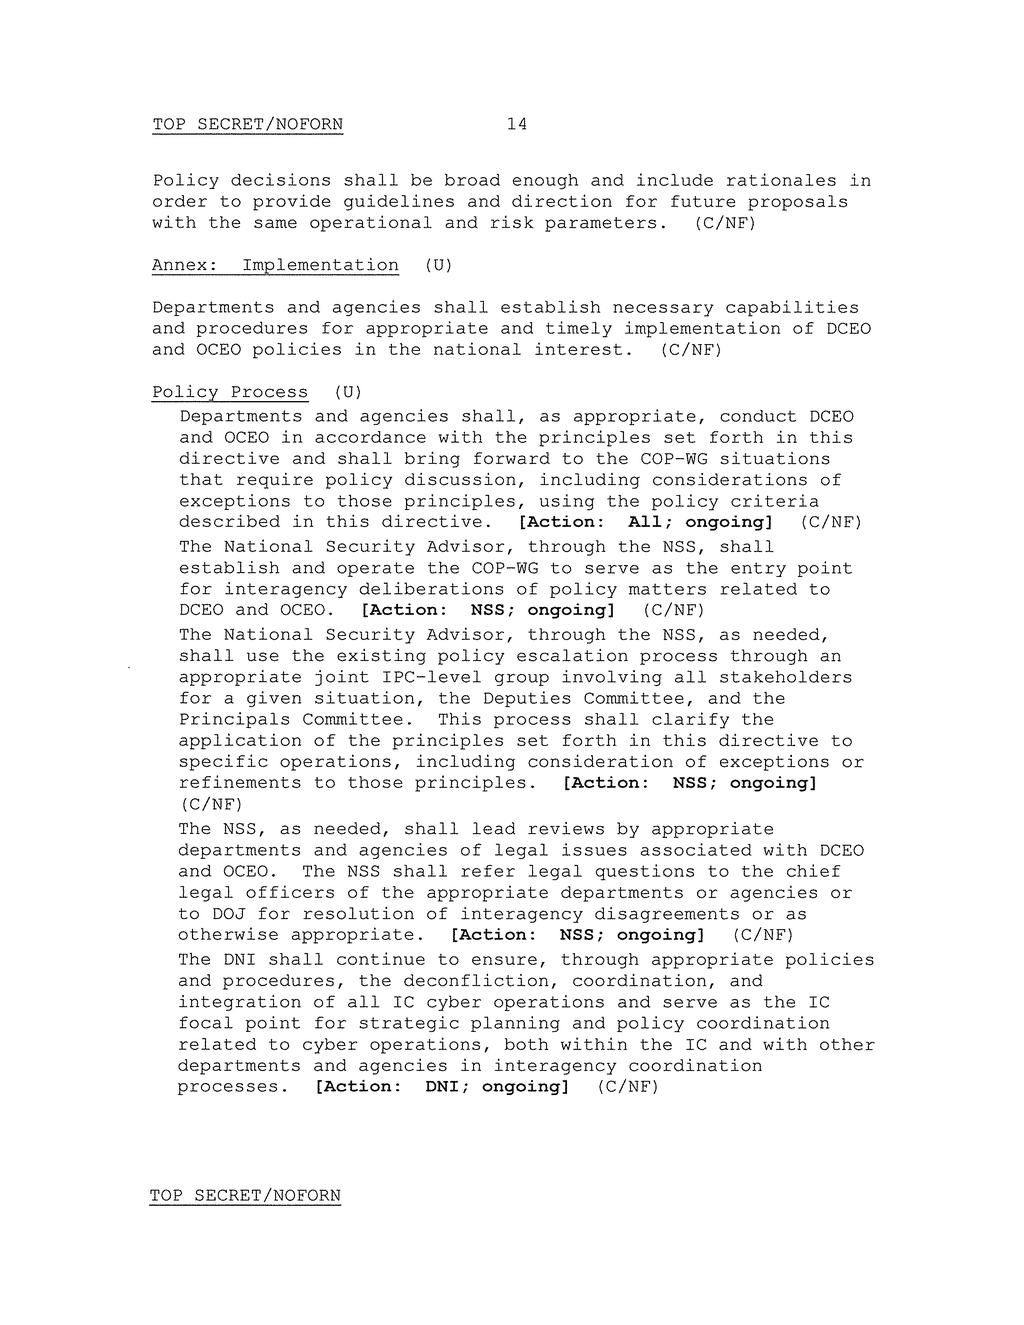 TOP SECRET/NOFORN 14
Policy decisions shall be broad enough and include rationales in
order to provide guidelines and direction for future proposals
with the same operational and risk parameters. (C/NF)
Annex: Implementation (U)
Departments and agencies shall establish necessary capabilities
and procedures for appropriate and timely implementation of DCEO
and OCEO policies in the national interest. (C/NF)
Policy Process (U)
Departments and agencies shall, as appropriate, conduct DCEO
and OCEO in accordance with the principles set forth in this
directive and shall bring forward to the COP-WG situations
that require policy discussion, including considerations of
exceptions to those principles, using the policy criteria
described in this directive. [Action: All; ongoing] (C/NF)
The National Security Advisor, through the NSS, shall
establish and operate the COP-WG to serve as the entry point
for interagency deliberations of policy matters related to
DCEO and OCEO. [Action: NSS; ongoing] (C/NF)
The National Security Advisor, through the NSS, as needed,
shall use the existing policy escalation process through an
appropriate joint IPC-level group involving all stakeholders
for a given situation, the Deputies Committee, and the
Principals Committee. This process shall clarify the
application of the principles set forth in this directive to
specific operations, including consideration of exceptions or
refinements to those principles. [Action: NSS; ongoing]
(C/NF)
The NSS, as needed, shall lead reviews by appropriate
departments and agencies of legal issues associated with DCEO
and OCEO. The NSS shall refer legal questions to the chief
legal officers of the appropriate departments or agencies or
to DOJ for resolution of interagency disagreements or as
otherwise appropriate. [Action: NSS; ongoing] (C/NF)
The DNI shall continue to ensure, through appropriate policies
and procedures, the deconfliction, coordination, and
integration of all IC cyber operations and serve as the IC
focal point for strategic planning and policy coordination
related to cyber operations, both within the IC and with other
departments and agencies in interagency coordination
processes. [Action: DNI; ongoing] (C/NF)
TOP SECRET/NOFORN